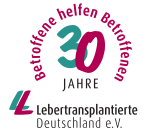 Betroffene helfen Betroffenen
30
JAHRE
Lebertransplantierte
Deutschland e.V.